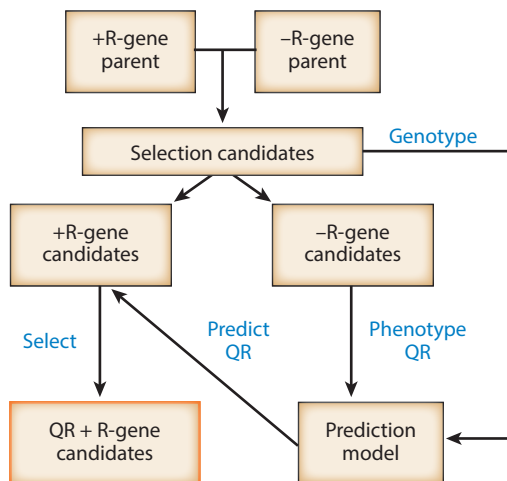 +R-gene
parent
–R-gene
parent
Genotype
Selection candidates
+R-gene
candidates
–R-gene
candidates
Select
Predict
QR
Phenotype
QR
QR + R-gene
candidates
Prediction
model